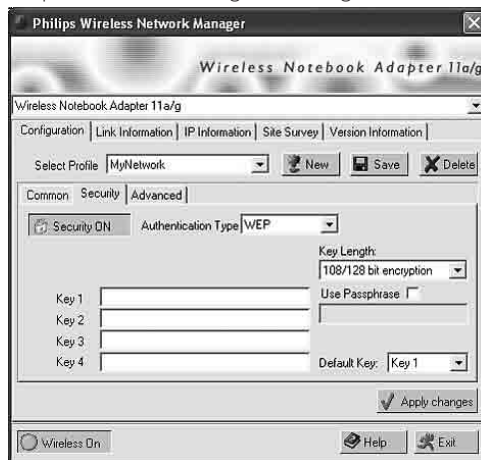 Philips Wireless Network Manager
Wireless Notebook Adapter 11a/g
Wireless Notebook Adapter 11a/g
Configuration Link Information IP Information Site Survey Version Information
Select Profile MyNetwork New Save Delete
Common Security Advanced
Security ON Authentication Type WEP
Key Length:
108/128 bit encryption
Key 1 Use Passphrase
Key 2
Key 3
Key 4 Default Key: Key 1
Apply changes
Wireless On Help Exit